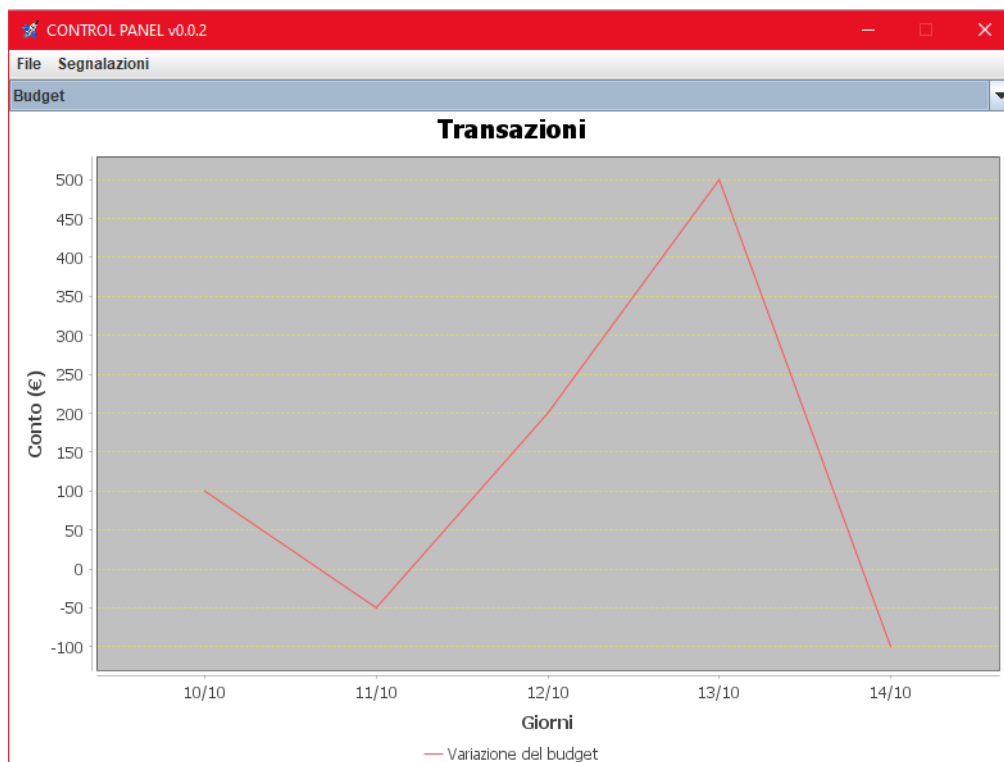 CONTROL PANEL v0.0.2
File Segnalazioni
Budget
Transazioni
Conto (€)
500
450
400
350
300
250
200
150
100
50
0
-50
-100
10/10 11/10 12/10 13/10 14/10
Giorni
Variazione del budget